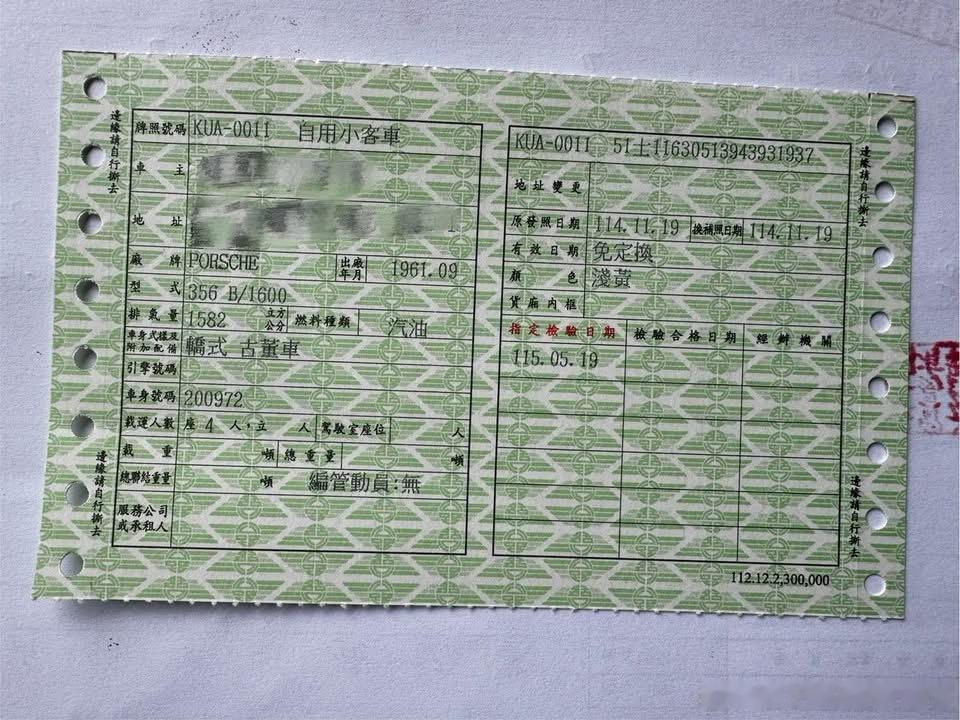 邊緣請自行撕去
牌照號碼 KUA-0011 自用小客車
車主
地址
廠牌 PORSCHE 出廠年月 1961.09
型式 356 B/1600
排氣量 1582 立方公分 燃料種類 汽油
車身式樣及附加配備 轎式 古董車
引擎號碼
車身號碼 200972
載運人數 座 4 人,立 人 駕駛室座位 人
載重 噸 總重量 噸
總聯結重量 噸 編管動員:無
服務公司或承租人
邊緣請自行撕去
KUA-0011 51土11630513943931937
地址變更
原發照日期 114.11.19 換補照日期 114.11.19
有效日期 免定換
顏色 淺黃
貨廂內框
指定檢驗日期 檢驗合格日期 經辦機關
115.05.19
邊緣請自行撕去
邊緣請自行撕去
112.12.2,300,000